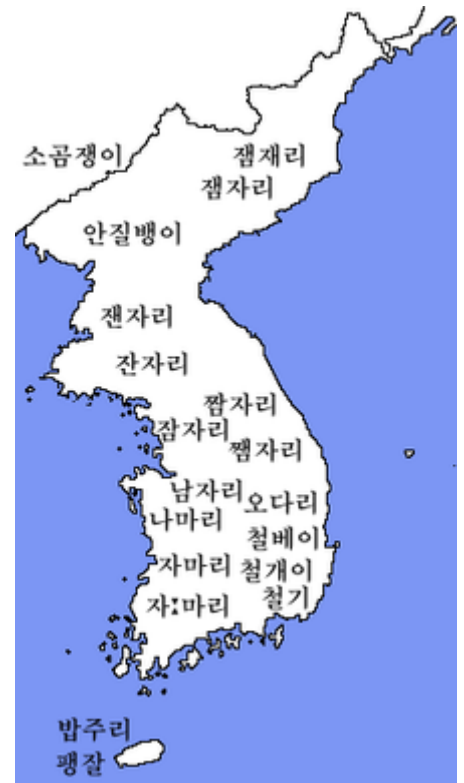 소곰쟁이
잼재리
잼자리
안질뱅이
잰자리
잔자리
짬자리
잠자리
쨈자리
남자리
오다리
나마리
철베이
자마리
철개이
철기
자ː마리
밥주리
팽잘